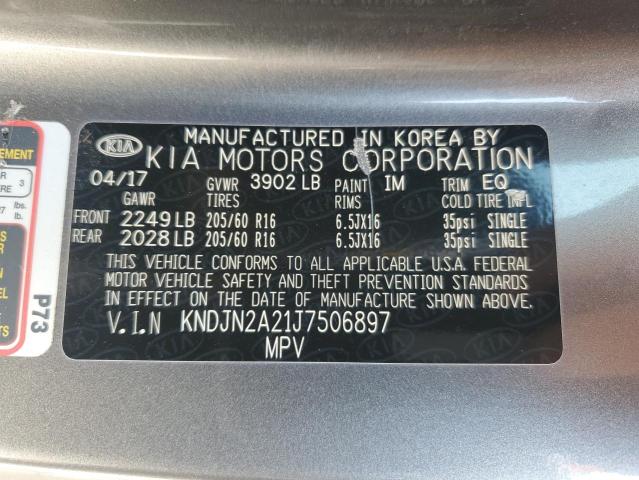 KIA
MANUFACTURED IN KOREA BY
KIA MOTORS CORPORATION
04/17 GVWR 3902 LB PAINT IM TRIM EQ
GAWR TIRES RIMS COLD TIRE INFL
FRONT 2249 LB 205/60 R16 6.5JX16 35psi SINGLE
REAR 2028 LB 205/60 R16 6.5JX16 35psi SINGLE
THIS VEHICLE CONFORMS TO ALL APPLICABLE U.S.A. FEDERAL
MOTOR VEHICLE SAFETY AND THEFT PREVENTION STANDARDS
IN EFFECT ON THE DATE OF MANUFACTURE SHOWN ABOVE.
V.I.N KNDJN2A21J7506897
MPV
P73